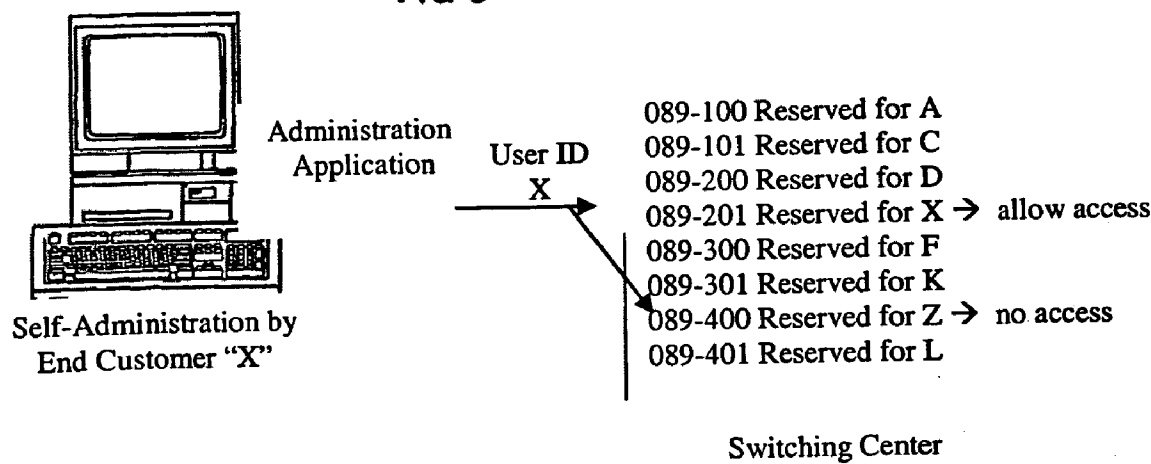 Administration
Application
User ID
X
089-100 Reserved for A
089-101 Reserved for C
089-200 Reserved for D
089-201 Reserved for X → allow access
089-300 Reserved for F
089-301 Reserved for K
089-400 Reserved for Z → no access
089-401 Reserved for L
Self-Administration by
End Customer “X”
Switching Center